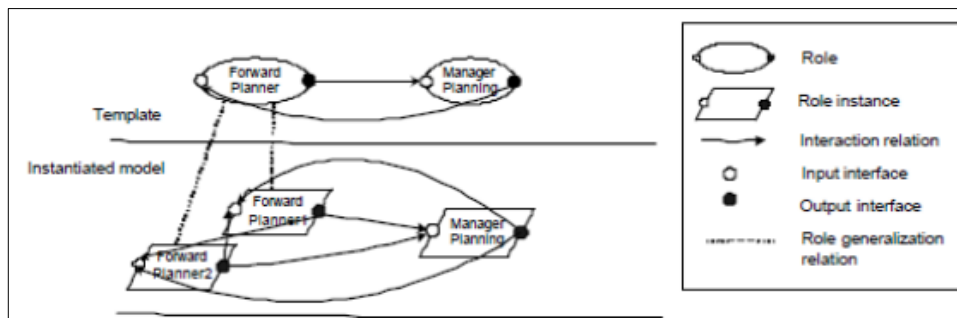 Forward
Planner
Manager
Planning
Template
Instantiated model
Forward
Planner1
Manager
Planning
Forward
Planner2
Role
Role instance
Interaction relation
Input interface
Output interface
Role generalization
relation